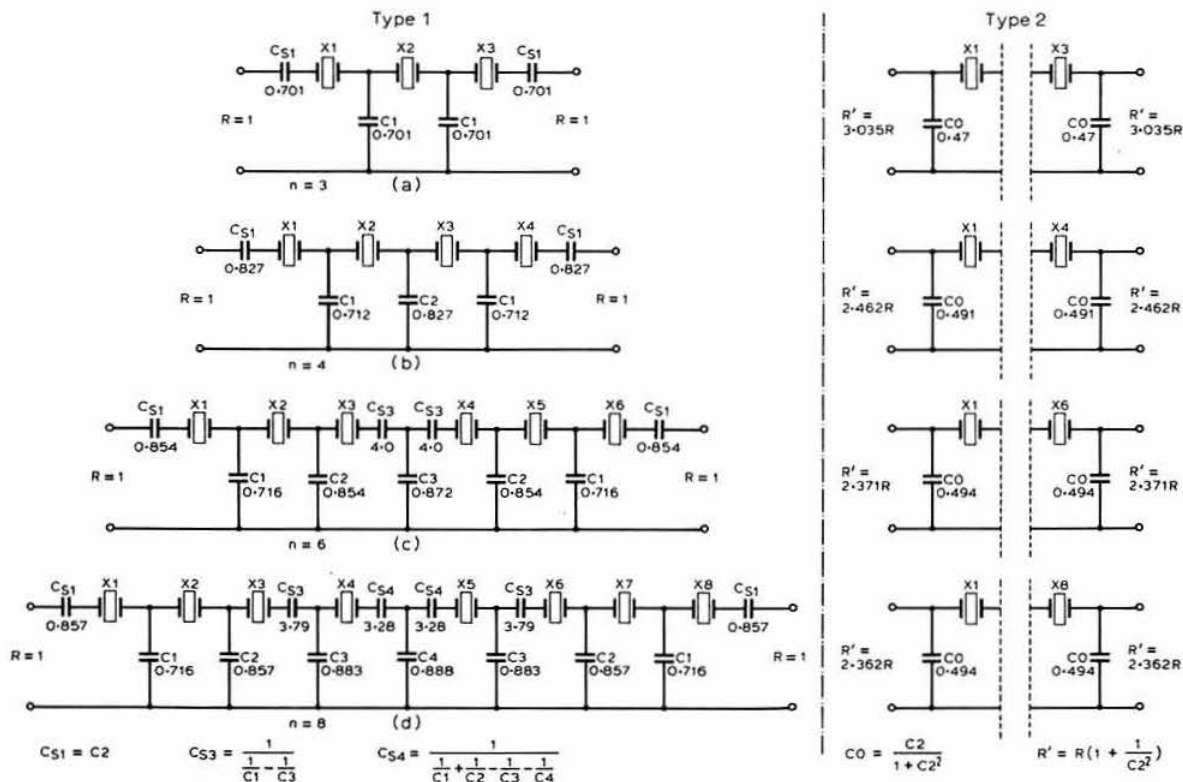 Type 1
Type 2
CS1 X1 X2 X3 CS1
0·701 0·701
C1 0·701 C1 0·701
R = 1 R = 1
n = 3 (a)
X1 X3
R' = 3·035R CO 0·47 CO 0·47 R' = 3·035R
CS1 X1 X2 X3 X4 CS1
0·827 0·827
C1 0·712 C2 0·827 C1 0·712
R = 1 R = 1
n = 4 (b)
X1 X4
R' = 2·462R CO 0·491 CO 0·491 R' = 2·462R
CS1 X1 X2 X3 CS3 CS3 X4 X5 X6 CS1
0·854 4·0 4·0 0·854
C1 0·716 C2 0·854 C3 0·872 C2 0·854 C1 0·716
R = 1 R = 1
n = 6 (c)
X1 X6
R' = 2·371R CO 0·494 CO 0·494 R' = 2·371R
CS1 X1 X2 X3 CS3 X4 CS4 CS4 X5 CS3 X6 X7 X8 CS1
0·857 3·79 3·28 3·28 3·79 0·857
C1 0·716 C2 0·857 C3 0·883 C4 0·888 C3 0·883 C2 0·857 C1 0·716
R = 1 R = 1
n = 8 (d)
X1 X8
R' = 2·362R CO 0·494 CO 0·494 R' = 2·362R
CS1 = C2 CS3 = 1 / (1/C1 - 1/C3) CS4 = 1 / (1/C1 + 1/C2 - 1/C3 - 1/C4)
CO = C2 / (1 + C2²) R' = R(1 + 1/C2²)